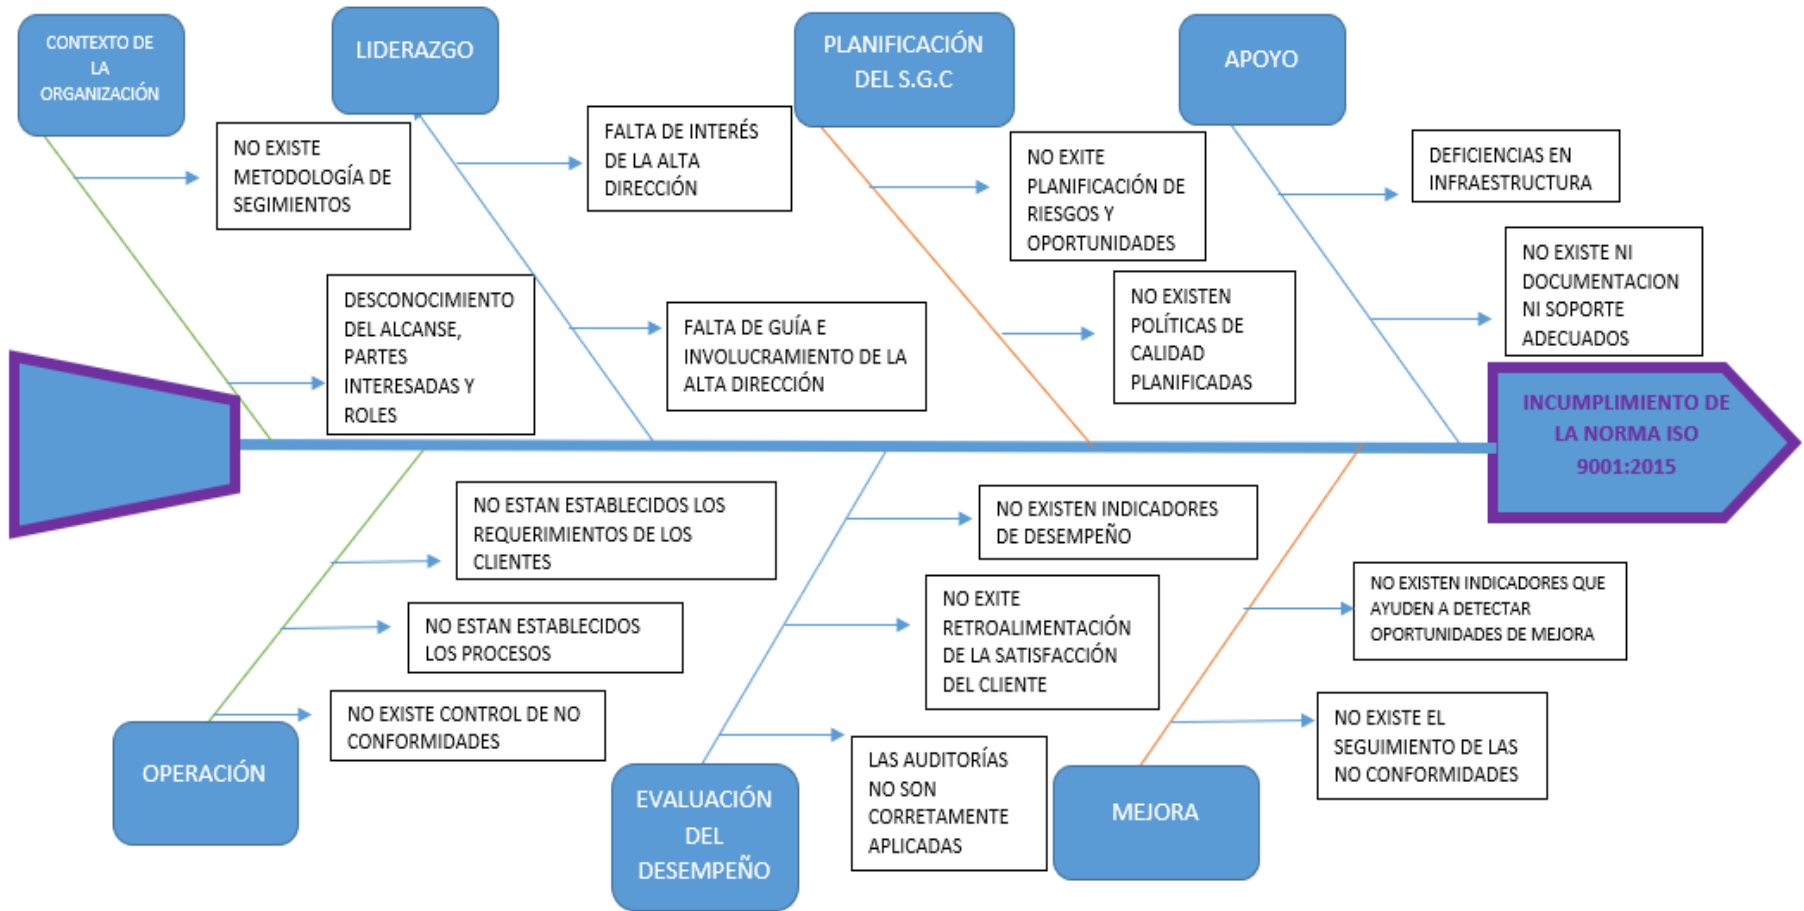 CONTEXTO DE
LA
ORGANIZACIÓN
LIDERAZGO
PLANIFICACIÓN
DEL S.G.C
APOYO
NO EXISTE
METODOLOGÍA DE
SEGIMIENTOS
DESCONOCIMIENTO
DEL ALCANSE,
PARTES
INTERESADAS Y
ROLES
FALTA DE INTERÉS
DE LA ALTA
DIRECCIÓN
FALTA DE GUÍA E
INVOLUCRAMIENTO DE LA
ALTA DIRECCIÓN
NO EXITE
PLANIFICACIÓN DE
RIESGOS Y
OPORTUNIDADES
NO EXISTEN
POLÍTICAS DE
CALIDAD
PLANIFICADAS
DEFICIENCIAS EN
INFRAESTRUCTURA
NO EXISTE NI
DOCUMENTACION
NI SOPORTE
ADECUADOS
INCUMPLIMIENTO DE
LA NORMA ISO
9001:2015
NO ESTAN ESTABLECIDOS LOS
REQUERIMIENTOS DE LOS
CLIENTES
NO ESTAN ESTABLECIDOS
LOS PROCESOS
NO EXISTE CONTROL DE NO
CONFORMIDADES
OPERACIÓN
NO EXISTEN INDICADORES
DE DESEMPEÑO
NO EXITE
RETROALIMENTACIÓN
DE LA SATISFACCIÓN
DEL CLIENTE
LAS AUDITORÍAS
NO SON
CORRETAMENTE
APLICADAS
EVALUACIÓN
DEL
DESEMPEÑO
NO EXISTEN INDICADORES QUE
AYUDEN A DETECTAR
OPORTUNIDADES DE MEJORA
NO EXISTE EL
SEGUIMIENTO DE LAS
NO CONFORMIDADES
MEJORA